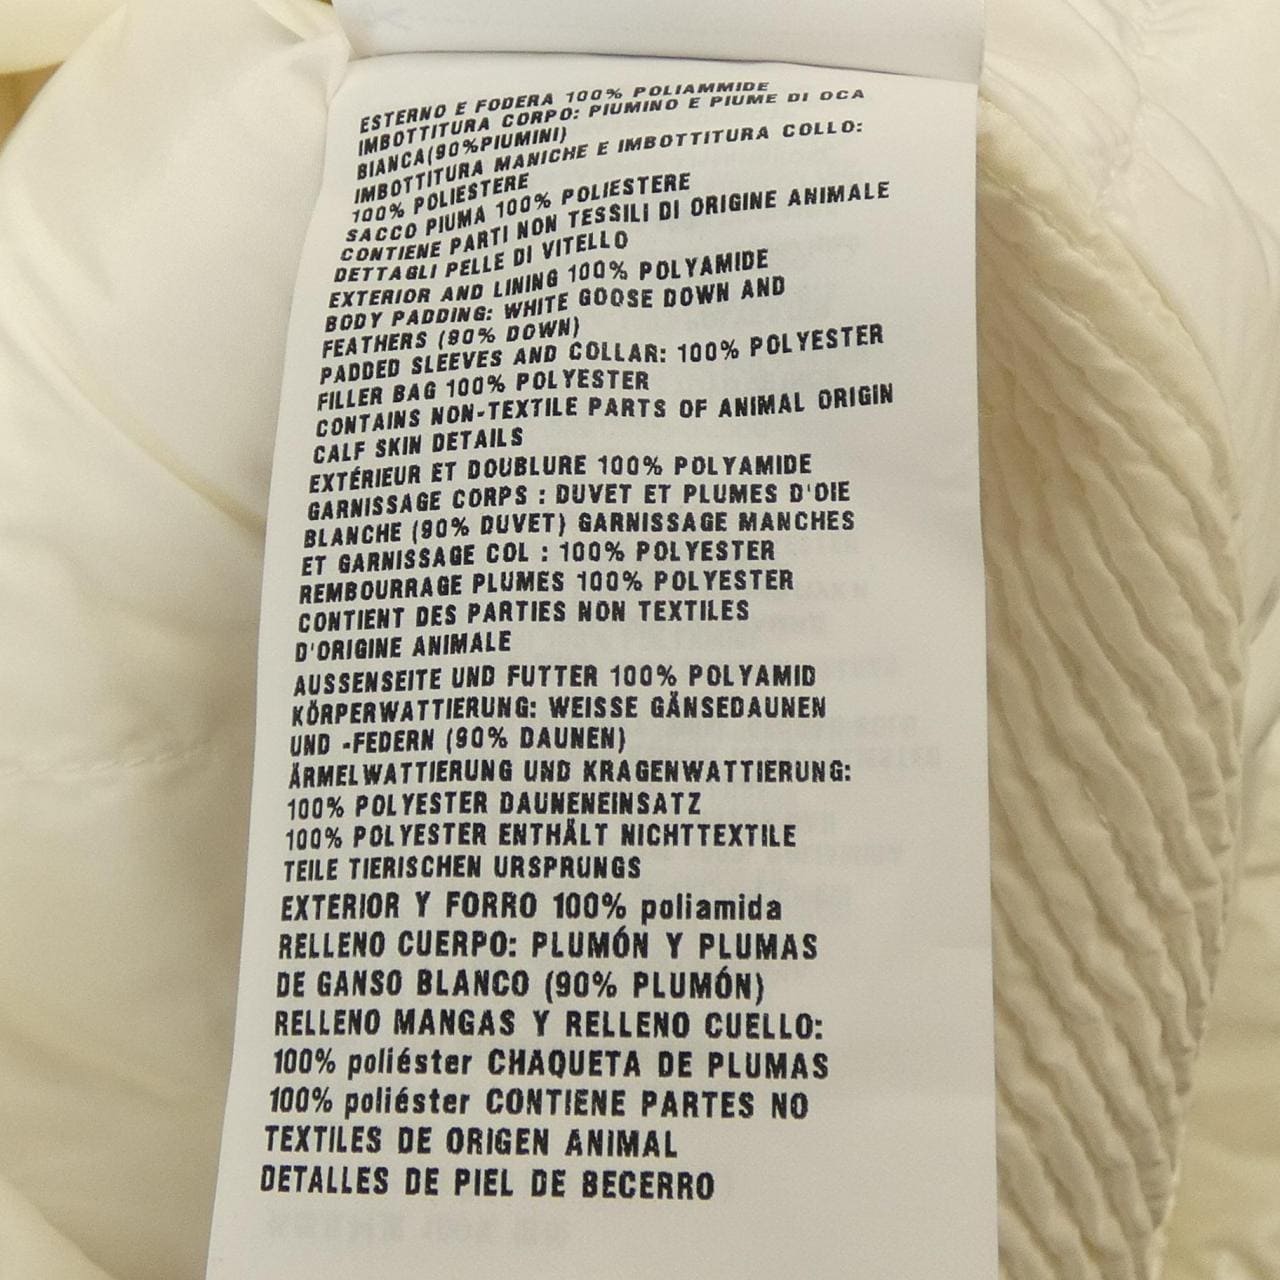 ESTERNO E FODERA 100% POLIAMMIDE
IMBOTTITURA CORPO: PIUMINO E PIUME DI OCA
BIANCA(90%PIUMINI)
IMBOTTITURA MANICHE E IMBOTTITURA COLLO:
100% POLIESTERE
SACCO PIUMA 100% POLIESTERE
CONTIENE PARTI NON TESSILI DI ORIGINE ANIMALE
DETTAGLI PELLE DI VITELLO
EXTERIOR AND LINING 100% POLYAMIDE
BODY PADDING: WHITE GOOSE DOWN AND
FEATHERS (90% DOWN)
PADDED SLEEVES AND COLLAR: 100% POLYESTER
FILLER BAG 100% POLYESTER
CONTAINS NON-TEXTILE PARTS OF ANIMAL ORIGIN
CALF SKIN DETAILS
EXTÉRIEUR ET DOUBLURE 100% POLYAMIDE
GARNISSAGE CORPS : DUVET ET PLUMES D'OIE
BLANCHE (90% DUVET) GARNISSAGE MANCHES
ET GARNISSAGE COL : 100% POLYESTER
REMBOURRAGE PLUMES 100% POLYESTER
CONTIENT DES PARTIES NON TEXTILES
D'ORIGINE ANIMALE
AUSSENSEITE UND FUTTER 100% POLYAMID
KÖRPERWATTIERUNG: WEISSE GÄNSEDAUNEN
UND -FEDERN (90% DAUNEN)
ÄRMELWATTIERUNG UND KRAGENWATTIERUNG:
100% POLYESTER DAUNENEINSATZ
100% POLYESTER ENTHÄLT NICHTTEXTILE
TEILE TIERISCHEN URSPRUNGS
EXTERIOR Y FORRO 100% poliamida
RELLENO CUERPO: PLUMÓN Y PLUMAS
DE GANSO BLANCO (90% PLUMÓN)
RELLENO MANGAS Y RELLENO CUELLO:
100% poliéster CHAQUETA DE PLUMAS
100% poliéster CONTIENE PARTES NO
TEXTILES DE ORIGEN ANIMAL
DETALLES DE PIEL DE BECERRO